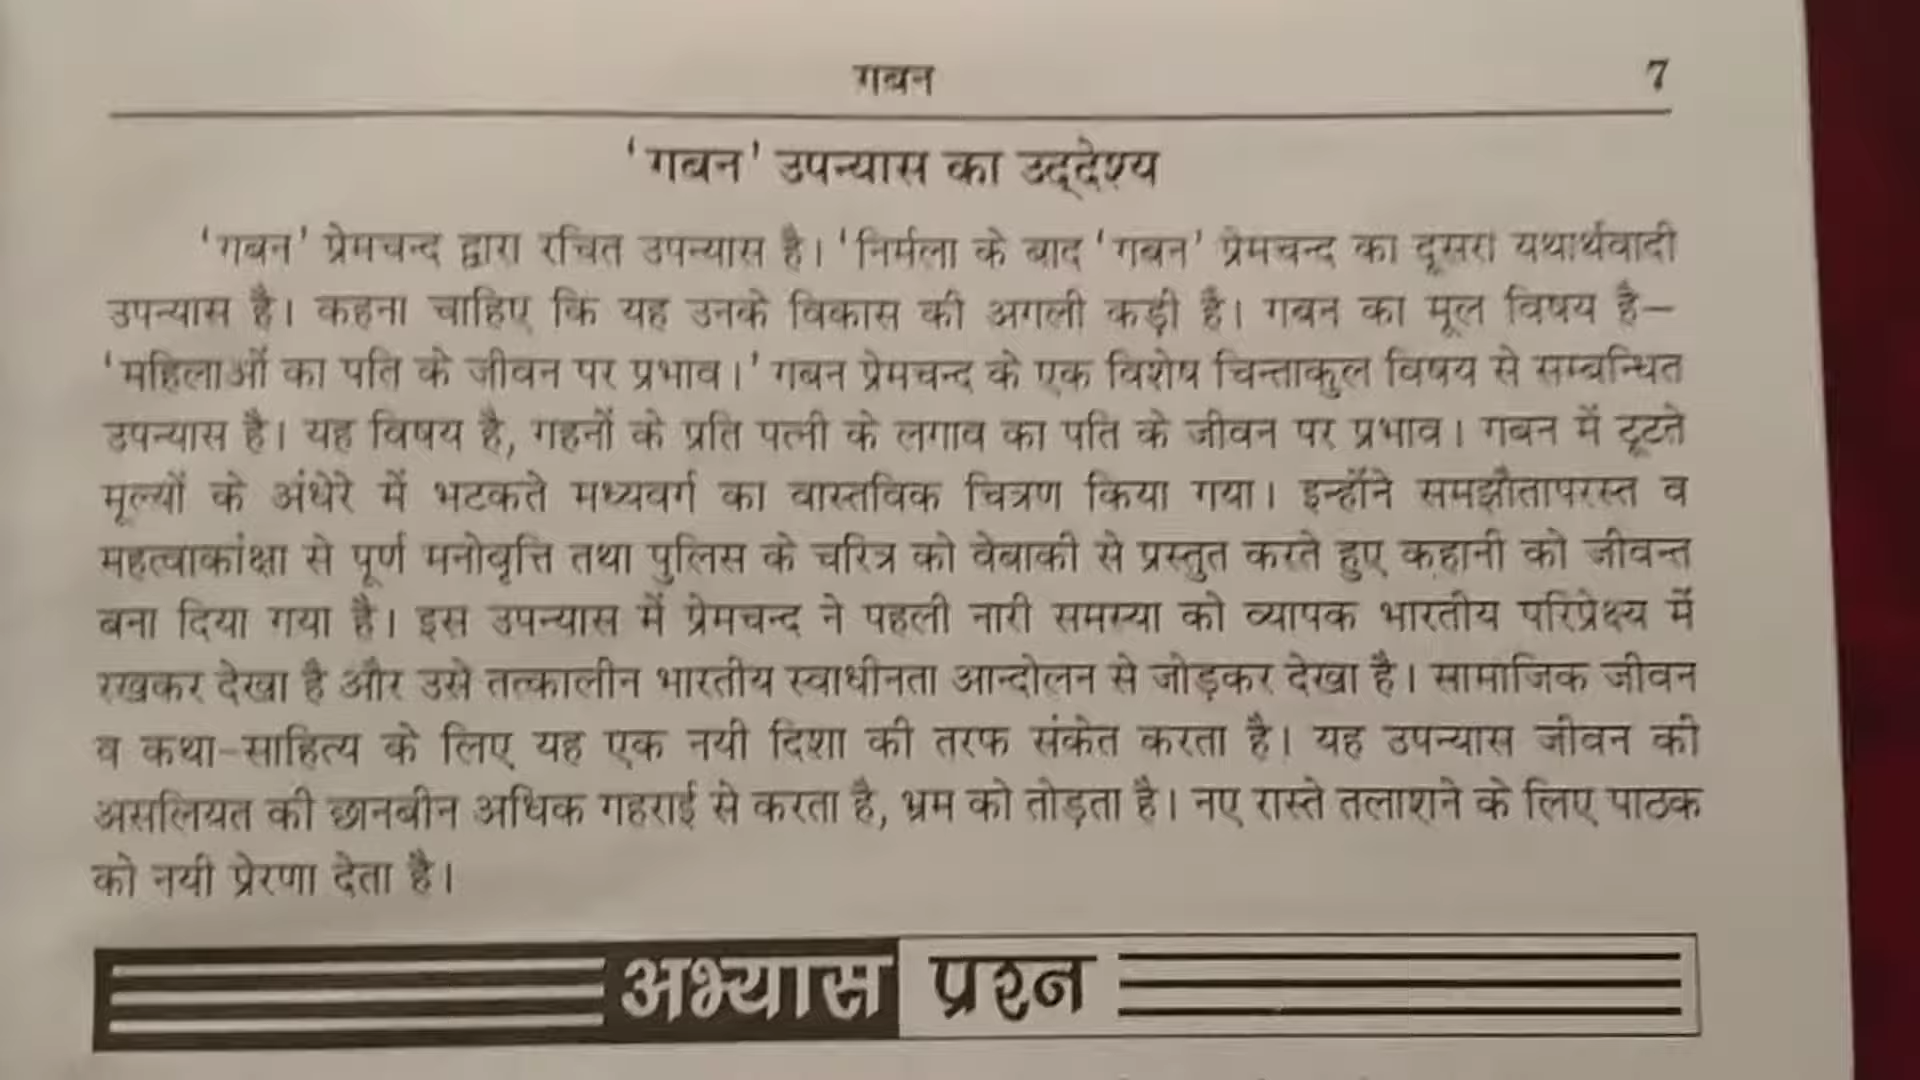 गबन 7
'गबन' उपन्यास का उद्‌देश्य
'गबन' प्रेमचन्द द्वारा रचित उपन्यास है। 'निर्मला के बाद 'गबन' प्रेमचन्द का दूसरा यथार्थवादी
उपन्यास है। कहना चाहिए कि यह उनके विकास की अगली कड़ी है। गबन का मूल विषय है–
'महिलाओं का पति के जीवन पर प्रभाव।' गबन प्रेमचन्द के एक विशेष चिन्ताकुल विषय से सम्बन्धित
उपन्यास है। यह विषय है, गहनों के प्रति पत्नी के लगाव का पति के जीवन पर प्रभाव। गबन में टूटते
मूल्यों के अंधेरे में भटकते मध्यवर्ग का वास्तविक चित्रण किया गया। इन्होंने समझौतापरस्त व
महत्वाकांक्षा से पूर्ण मनोवृत्ति तथा पुलिस के चरित्र को वेबाकी से प्रस्तुत करते हुए कहानी को जीवन्त
बना दिया गया है। इस उपन्यास में प्रेमचन्द ने पहली नारी समस्या को व्यापक भारतीय परिप्रेक्ष्य में
रखकर देखा है और उसे तत्कालीन भारतीय स्वाधीनता आन्दोलन से जोड़कर देखा है। सामाजिक जीवन
व कथा-साहित्य के लिए यह एक नयी दिशा की तरफ संकेत करता है। यह उपन्यास जीवन की
असलियत की छानबीन अधिक गहराई से करता है, भ्रम को तोड़ता है। नए रास्ते तलाशने के लिए पाठक
को नयी प्रेरणा देता है।
अभ्यास प्रश्न